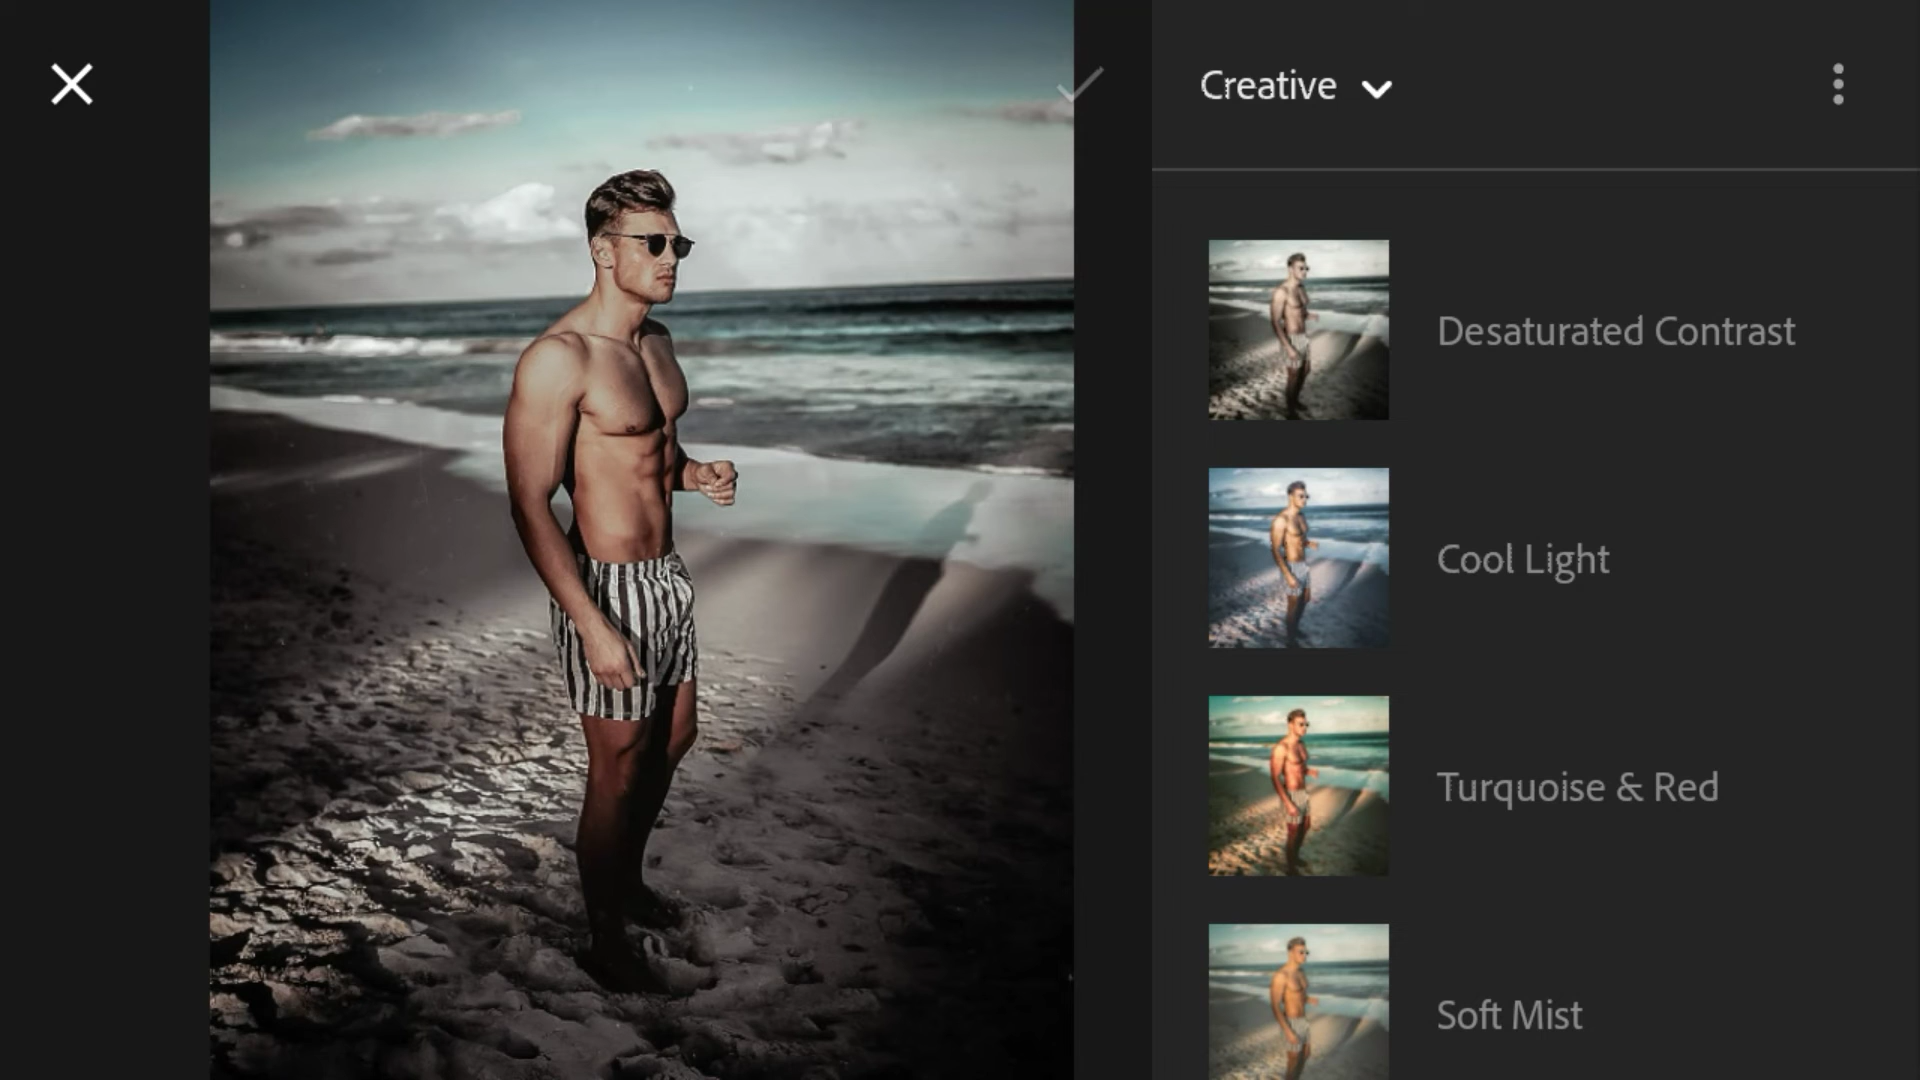 Creative
Desaturated Contrast
Cool Light
Turquoise & Red
Soft Mist